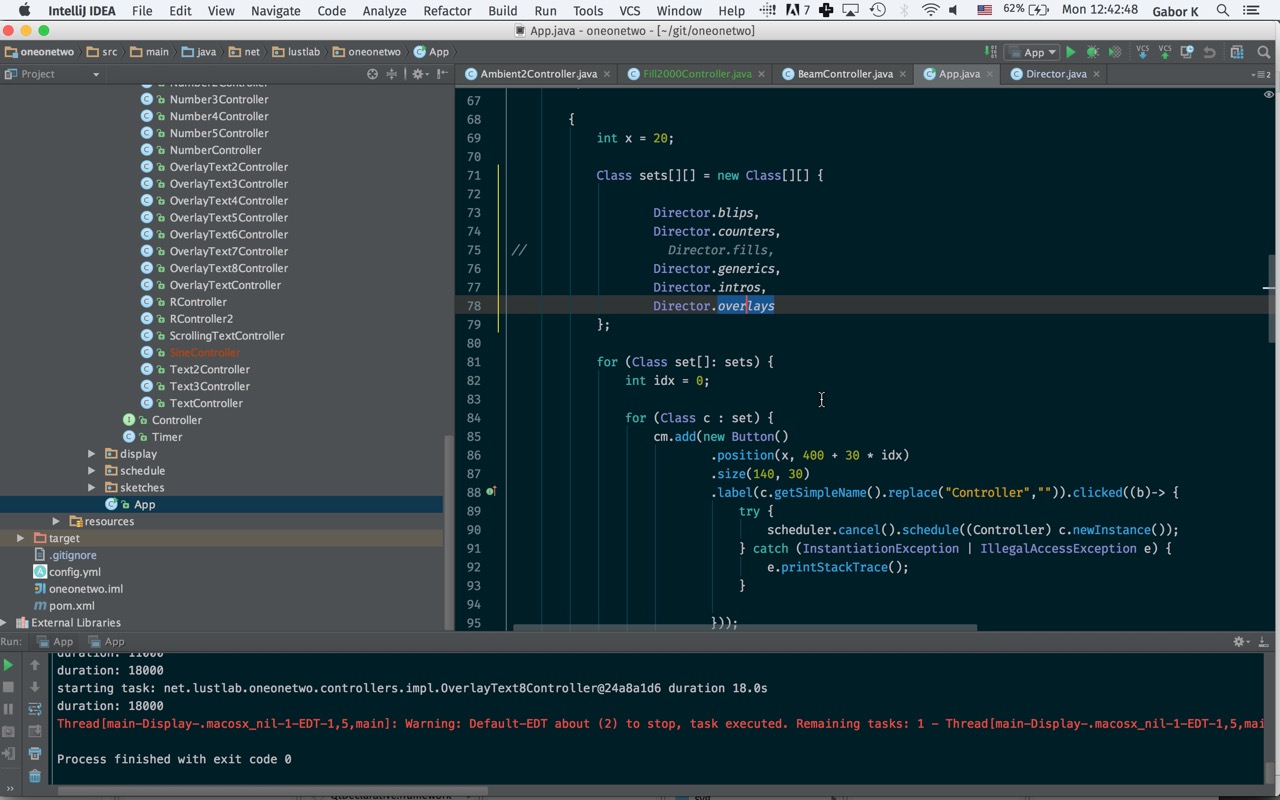 IntelliJ IDEA File Edit View Navigate Code Analyze Refactor Build Run Tools VCS Window Help 7 62% Mon 12:42:48 Gabor K
App.java - oneonetwo - [~/git/oneonetwo]
oneonetwo src main java net lustlab oneonetwo App App
Project
Ambient2Controller.java Fill2000Controller.java BeamController.java App.java Director.java
Number3Controller
Number4Controller
Number5Controller
NumberController
OverlayText2Controller
OverlayText3Controller
OverlayText4Controller
OverlayText5Controller
OverlayText6Controller
OverlayText7Controller
OverlayText8Controller
OverlayTextController
RController
RController2
ScrollingTextController
SineController
Text2Controller
Text3Controller
TextController
Controller
Timer
display
schedule
sketches
App
resources
target
.gitignore
config.yml
oneonetwo.iml
pom.xml
External Libraries
67
68 {
69 int x = 20;
70
71 Class sets[][] = new Class[][] {
72
73 Director.blips,
74 Director.counters,
75 // Director.fills,
76 Director.generics,
77 Director.intros,
78 Director.overlays
79 };
80
81 for (Class set[]: sets) {
82 int idx = 0;
83
84 for (Class c : set) {
85 cm.add(new Button()
86 .position(x, 400 + 30 * idx)
87 .size(140, 30)
88 .label(c.getSimpleName().replace("Controller","")).clicked((b)-> {
89 try {
90 scheduler.cancel().schedule((Controller) c.newInstance());
91 } catch (InstantiationException | IllegalAccessException e) {
92 e.printStackTrace();
93 }
94
95 }));
Run: App App
duration: 18000
starting task: net.lustlab.oneonetwo.controllers.impl.OverlayText8Controller@24a8a1d6 duration 18.0s
duration: 18000
Thread[main-Display-.macosx_nil-1-EDT-1,5,main]: Warning: Default-EDT about (2) to stop, task executed. Remaining tasks: 1 - Thread[main-Display-.macosx_nil-1-EDT-1,5,mai
Process finished with exit code 0